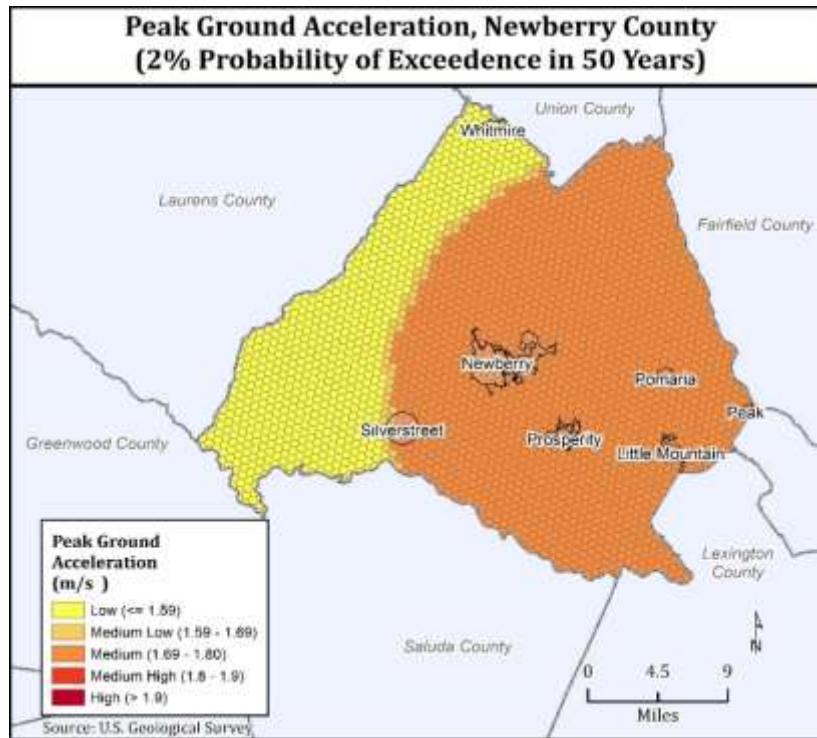 Peak Ground Acceleration, Newberry County
(2% Probability of Exceedence in 50 Years)
Union County
Whitmire
Laurens County
Fairfield County
Newberry
Pomaria
Peak
Silverstreet
Prosperity
Greenwood County
Little Mountain
Peak Ground
Acceleration
(m/s )
Low (<= 1.59)
Medium Low (1.59 - 1.69)
Medium (1.69 - 1.80)
Medium High (1.8 - 1.9)
High (> 1.9)
Lexington
County
Saluda County
N
0 4.5 9
Miles
Source: U.S. Geological Survey